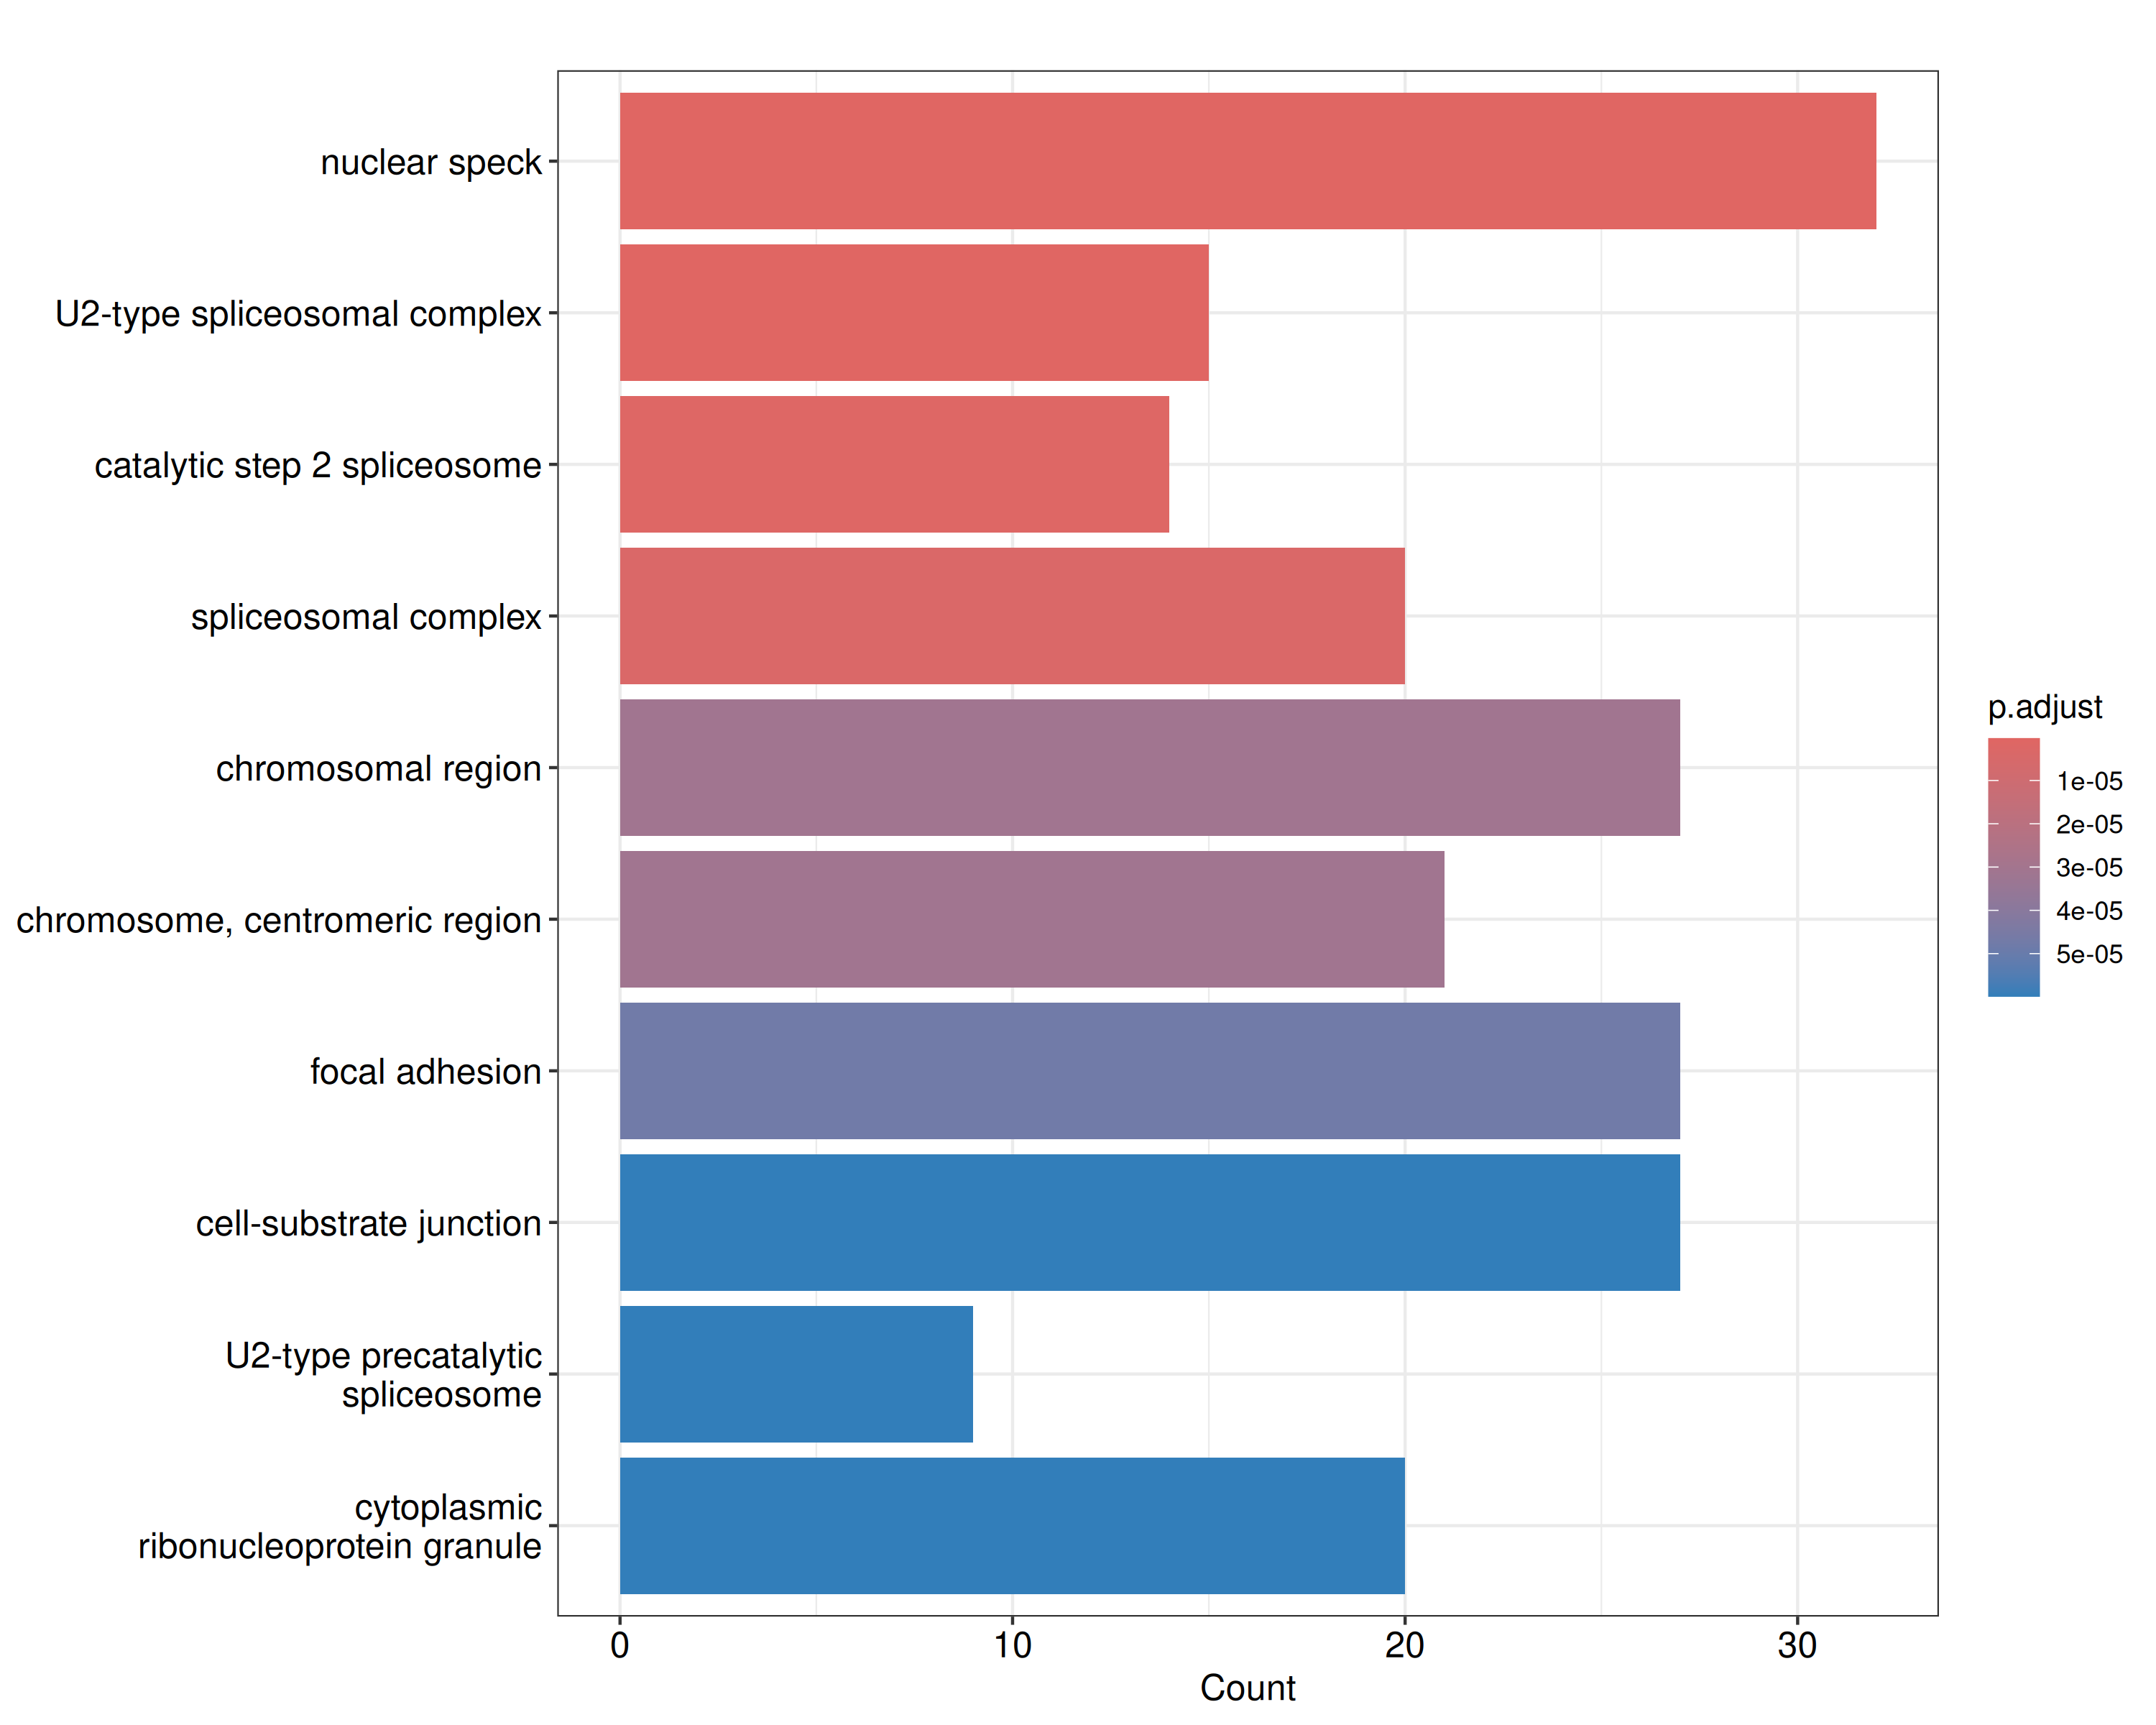 nuclear speck
U2-type spliceosomal complex
catalytic step 2 spliceosome
spliceosomal complex
chromosomal region
chromosome, centromeric region
focal adhesion
cell-substrate junction
U2-type precatalytic
spliceosome
cytoplasmic
ribonucleoprotein granule
0 10 20 30
Count
p.adjust
1e-05
2e-05
3e-05
4e-05
5e-05